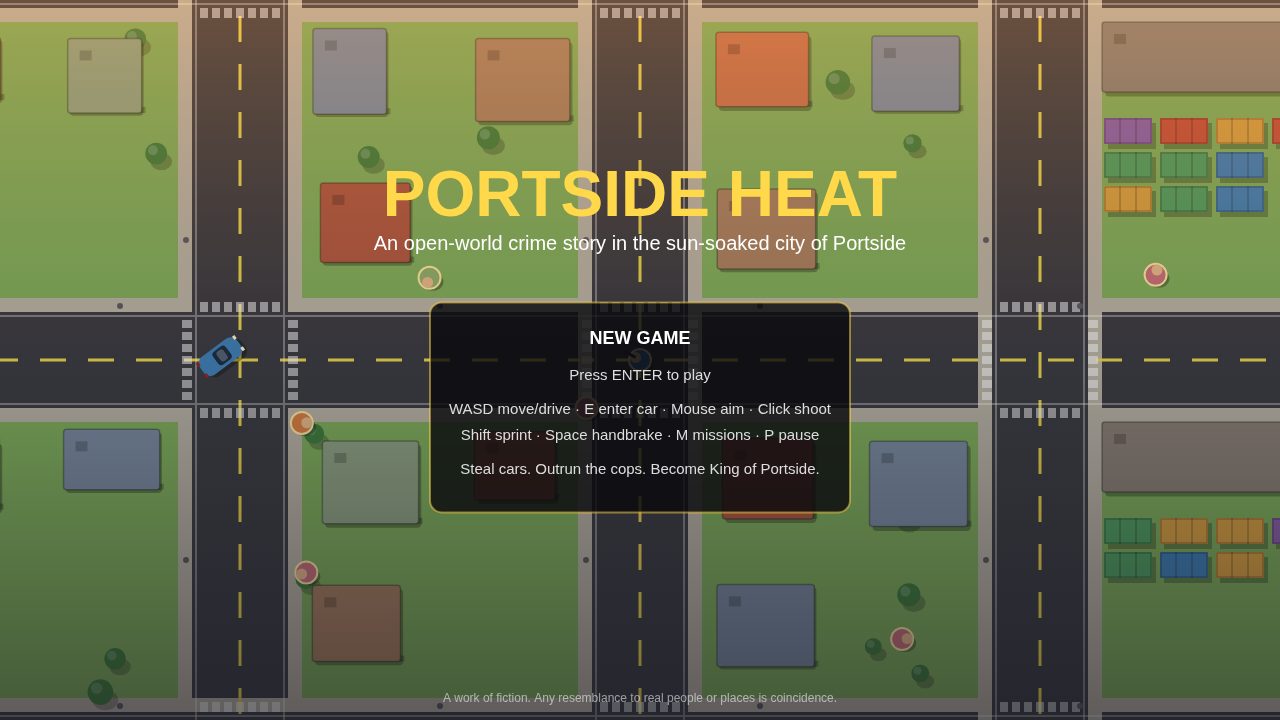 PORTSIDE HEAT
An open-world crime story in the sun-soaked city of Portside
NEW GAME
Press ENTER to play
WASD move/drive · E enter car · Mouse aim · Click shoot
Shift sprint · Space handbrake · M missions · P pause
Steal cars. Outrun the cops. Become King of Portside.
A work of fiction. Any resemblance to real people or places is coincidence.